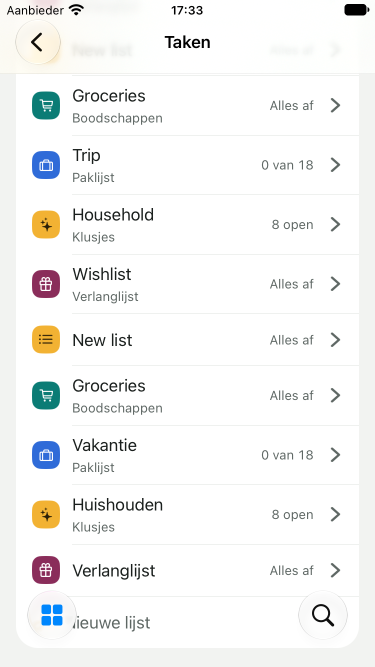 Aanbieder 17:33
Taken
New list
Groceries
Boodschappen
Alles af
Trip
Paklijst
0 van 18
Household
Klusjes
8 open
Wishlist
Verlanglijst
Alles af
New list
Alles af
Groceries
Boodschappen
Alles af
Vakantie
Paklijst
0 van 18
Huishouden
Klusjes
8 open
Verlanglijst
Alles af
ieuwe lijst